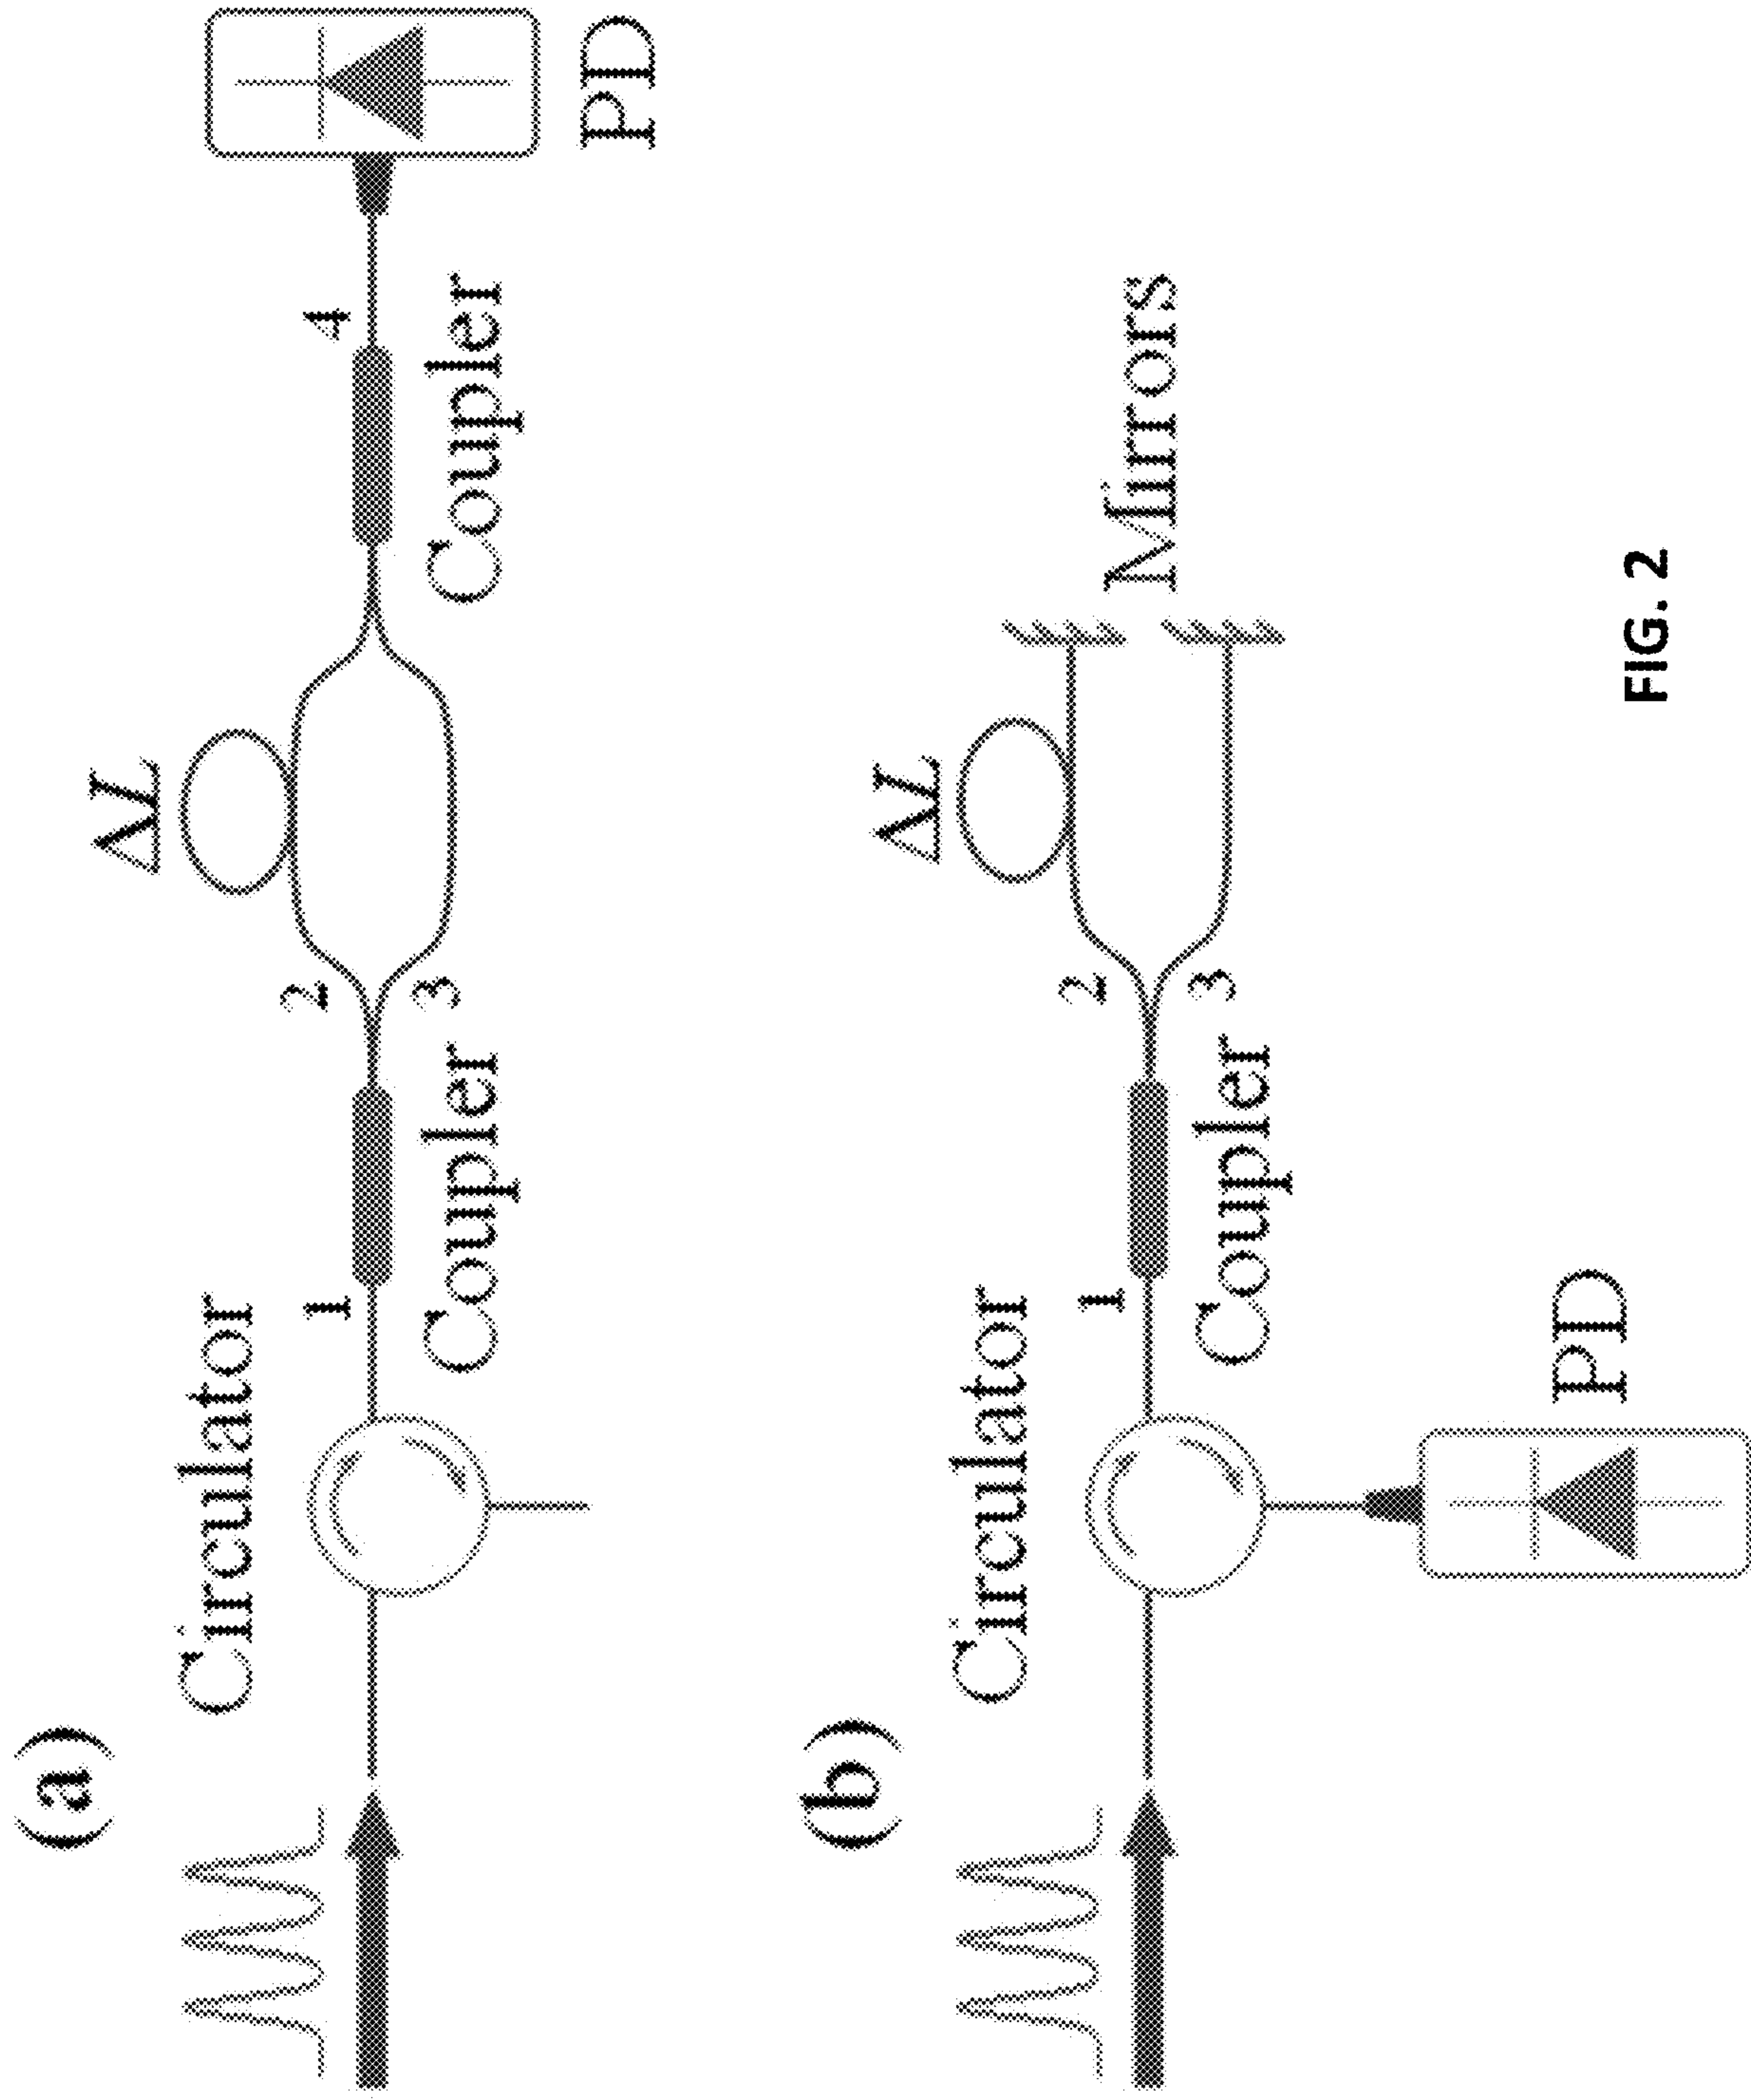 (a)
ΔL
Circulator
1
2
3
4
Coupler
Coupler
PD
(b)
ΔL
Circulator
1
2
3
Mirrors
Coupler
PD
FIG. 2